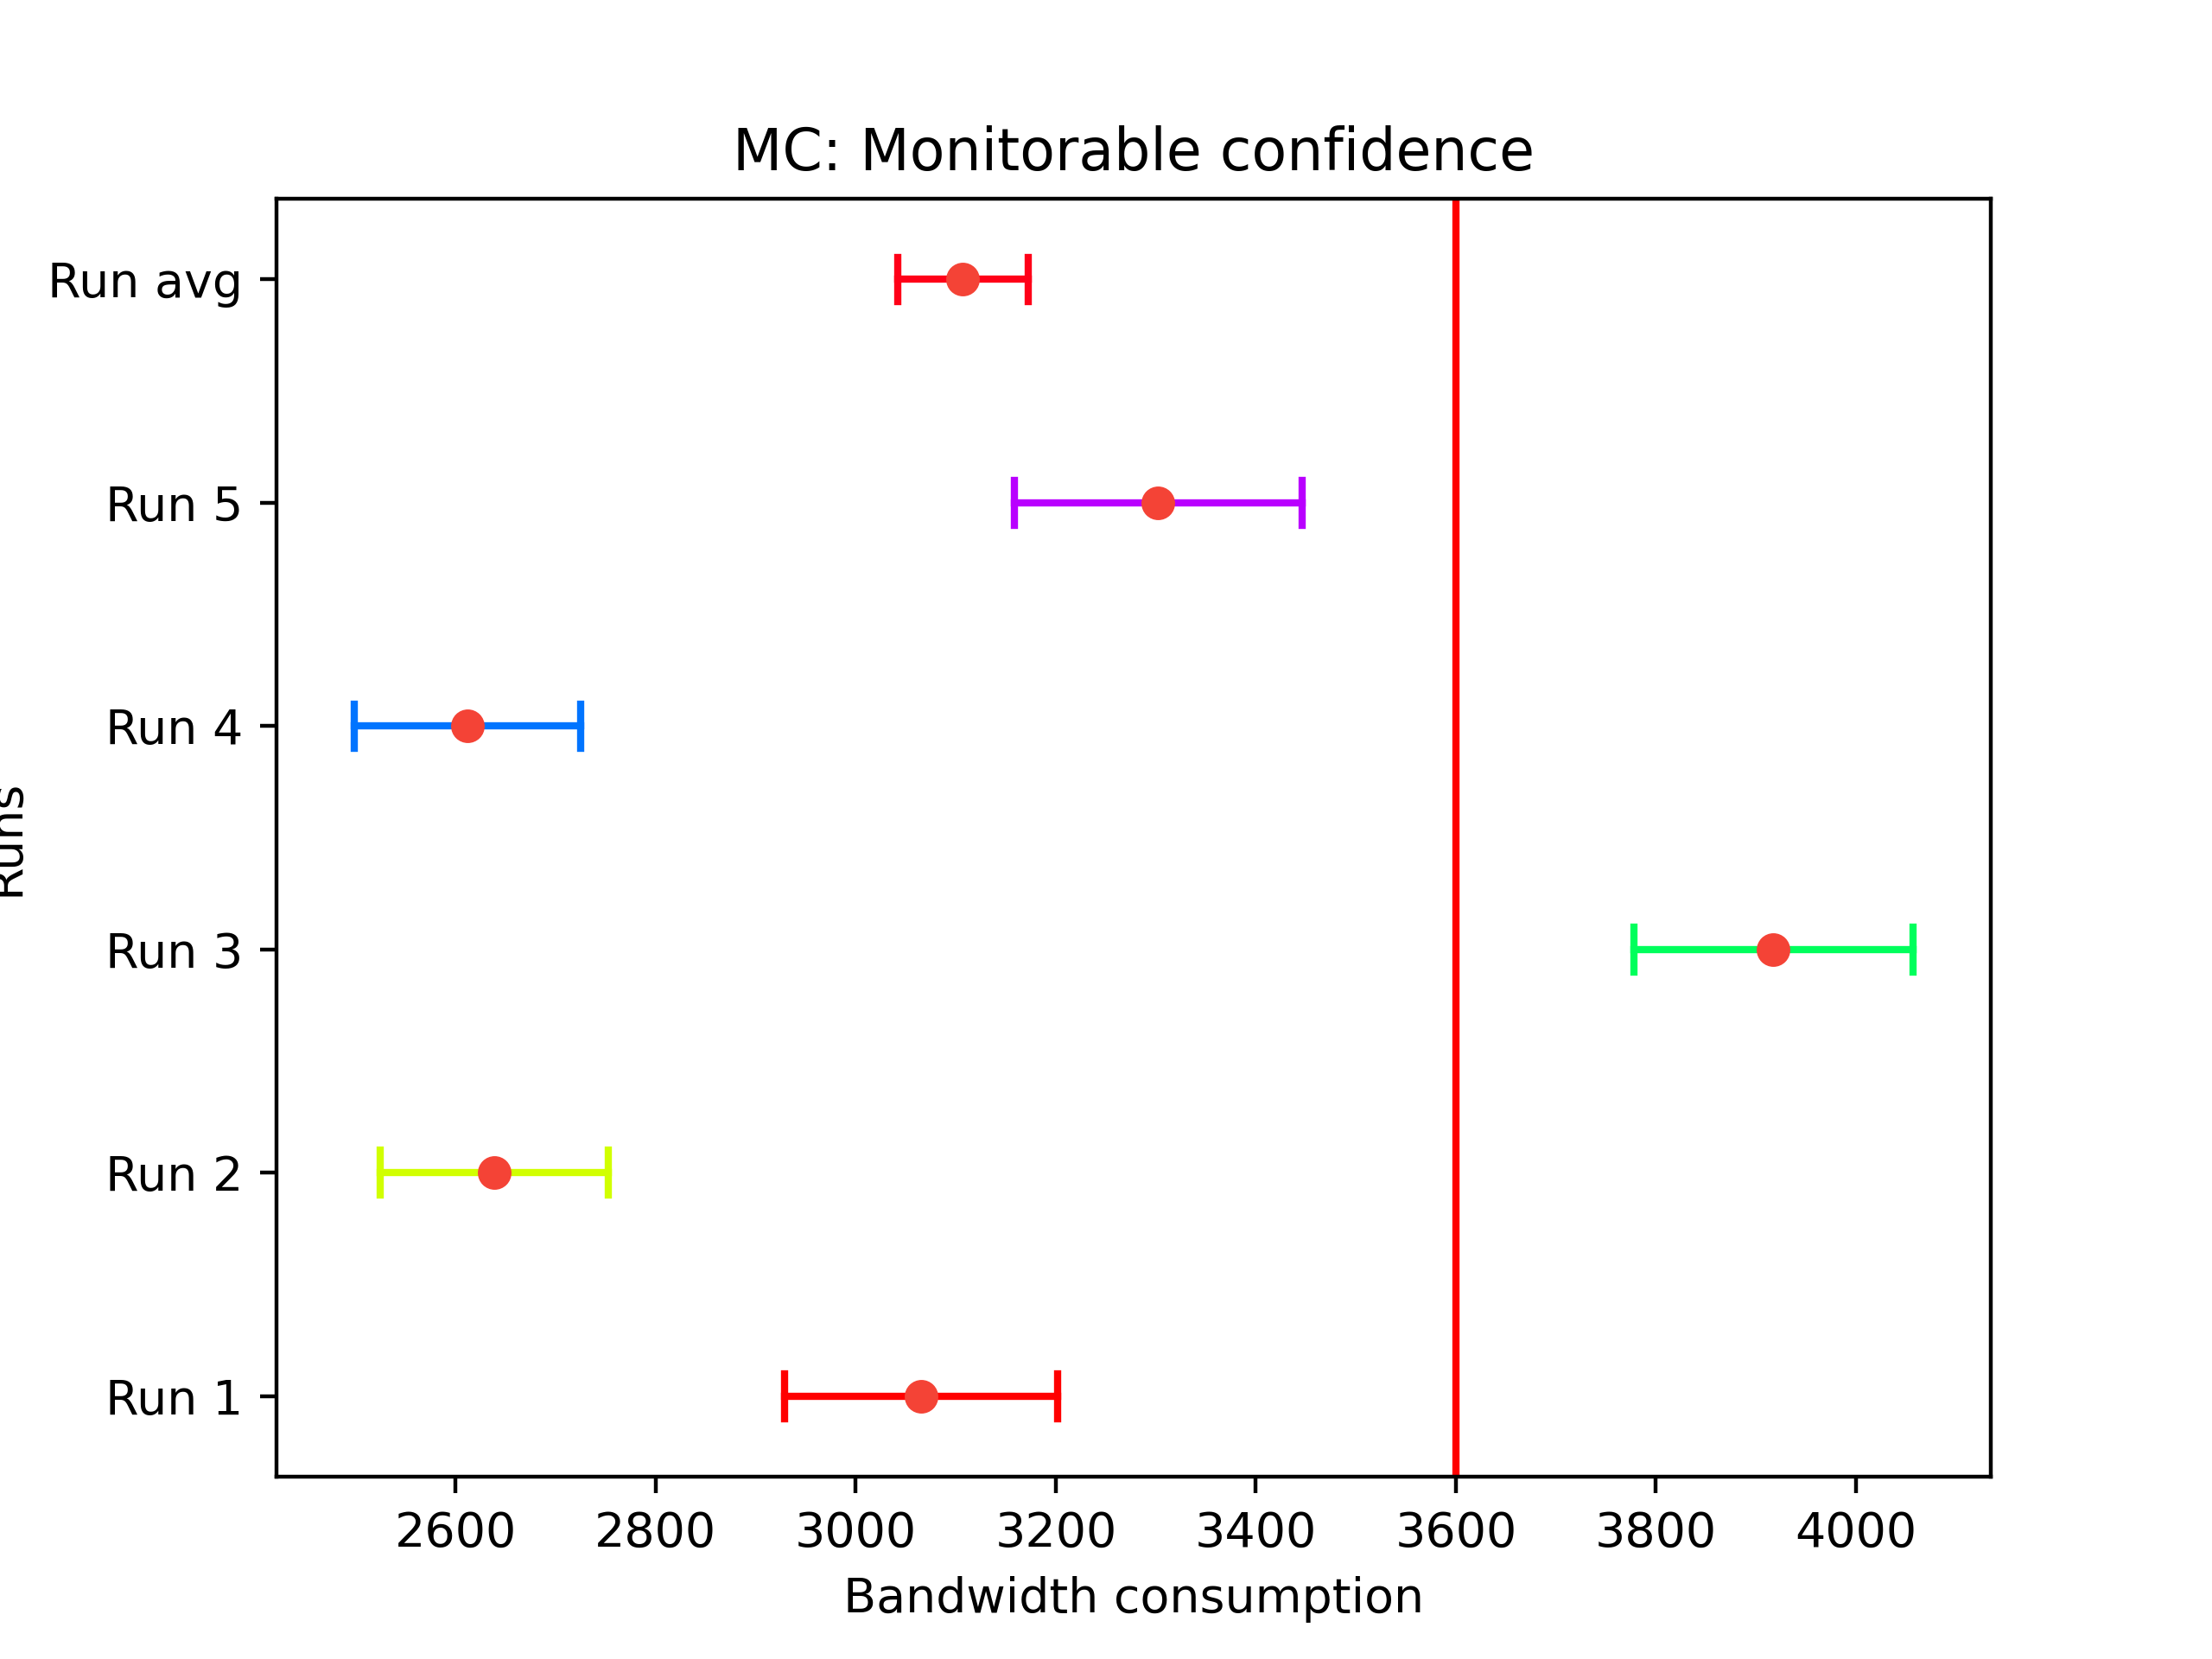 MC: Monitorable confidence
Run avg
Run 5
Run 4
Run 3
Run 2
Run 1
Runs
2600 2800 3000 3200 3400 3600 3800 4000
Bandwidth consumption